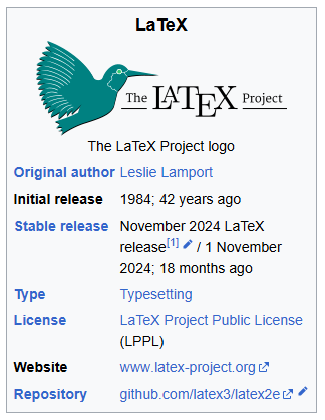 LaTeX
The LATEX Project
The LaTeX Project logo
Original author Leslie Lamport
Initial release 1984; 42 years ago
Stable release November 2024 LaTeX
release[1] / 1 November
2024; 18 months ago
Type Typesetting
License LaTeX Project Public License
(LPPL)
Website www.latex-project.org
Repository github.com/latex3/latex2e